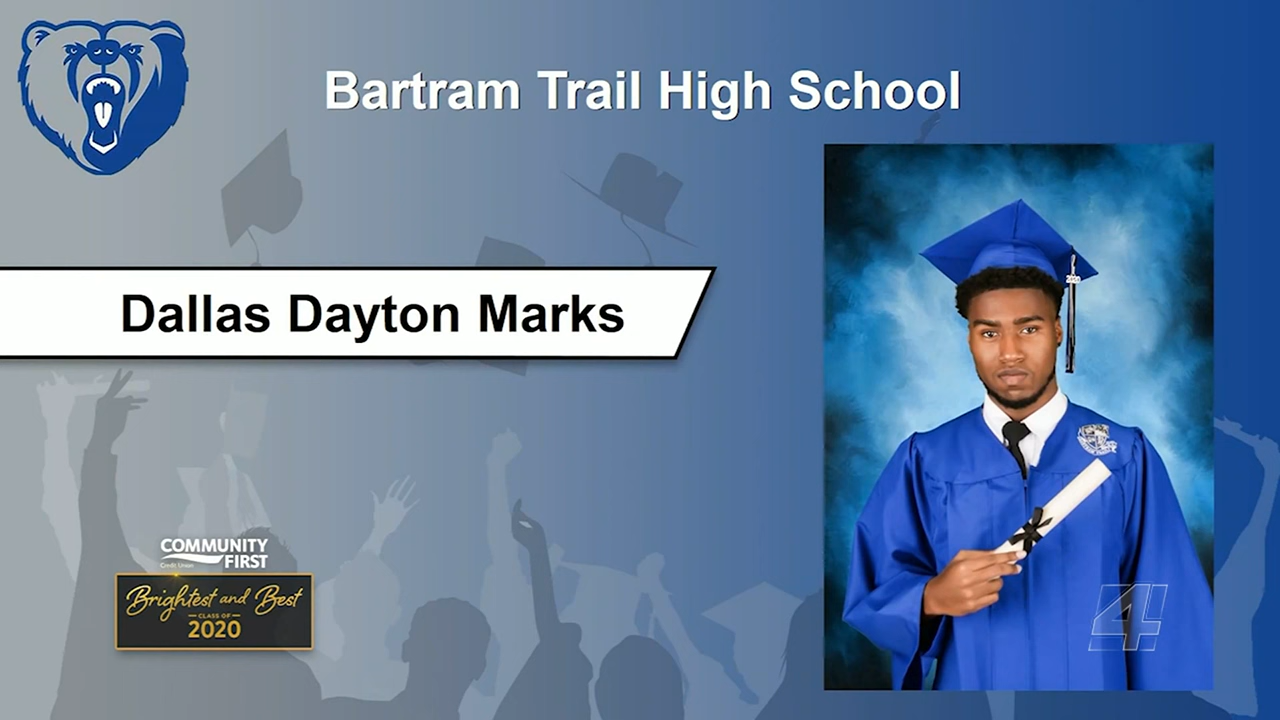 Bartram Trail High School
Dallas Dayton Marks
COMMUNITY
FIRST
Credit Union
Brightest and Best
CLASS OF
2020
4